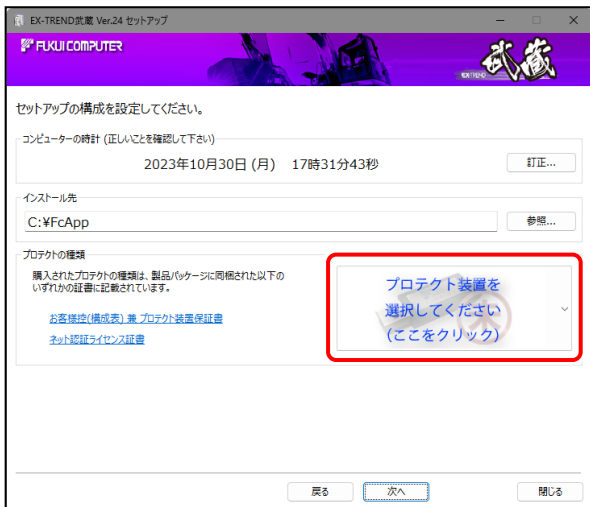 EX-TREND武蔵 Ver.24 セットアップ
FUKUI COMPUTER
EX-TREND 武蔵
セットアップの構成を設定してください。
コンピューターの時計 (正しいことを確認して下さい)
2023年10月30日 (月) 17時31分43秒
訂正...
インストール先
C:¥FcApp
参照...
プロテクトの種類
購入されたプロテクトの種類は、製品パッケージに同梱された以下の
いずれかの証書に記載されています。
お客様控(構成表) 兼 プロテクト装置保証書
ネット認証ライセンス証書
プロテクト装置を
選択してください
(ここをクリック)
戻る
次へ
閉じる